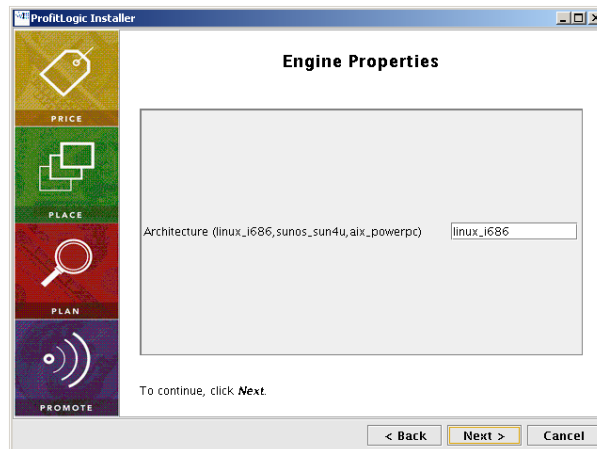 ProfitLogic Installer
Engine Properties
PRICE
PLACE
Architecture (linux_i686,sunos_sun4u,aix_powerpc) linux_i686
PLAN
To continue, click Next.
PROMOTE
< Back Next > Cancel